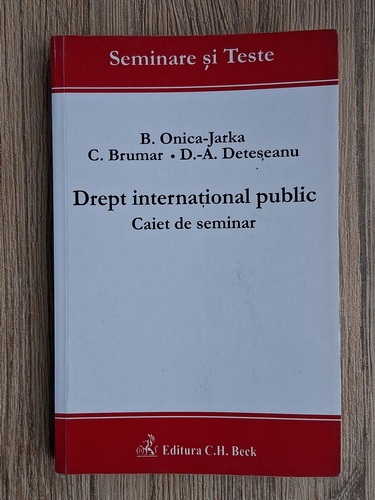 Seminare și Teste
B. Onica-Jarka
C. Brumar • D.-A. Deteșeanu
Drept internațional public
Caiet de seminar
Editura C.H. Beck